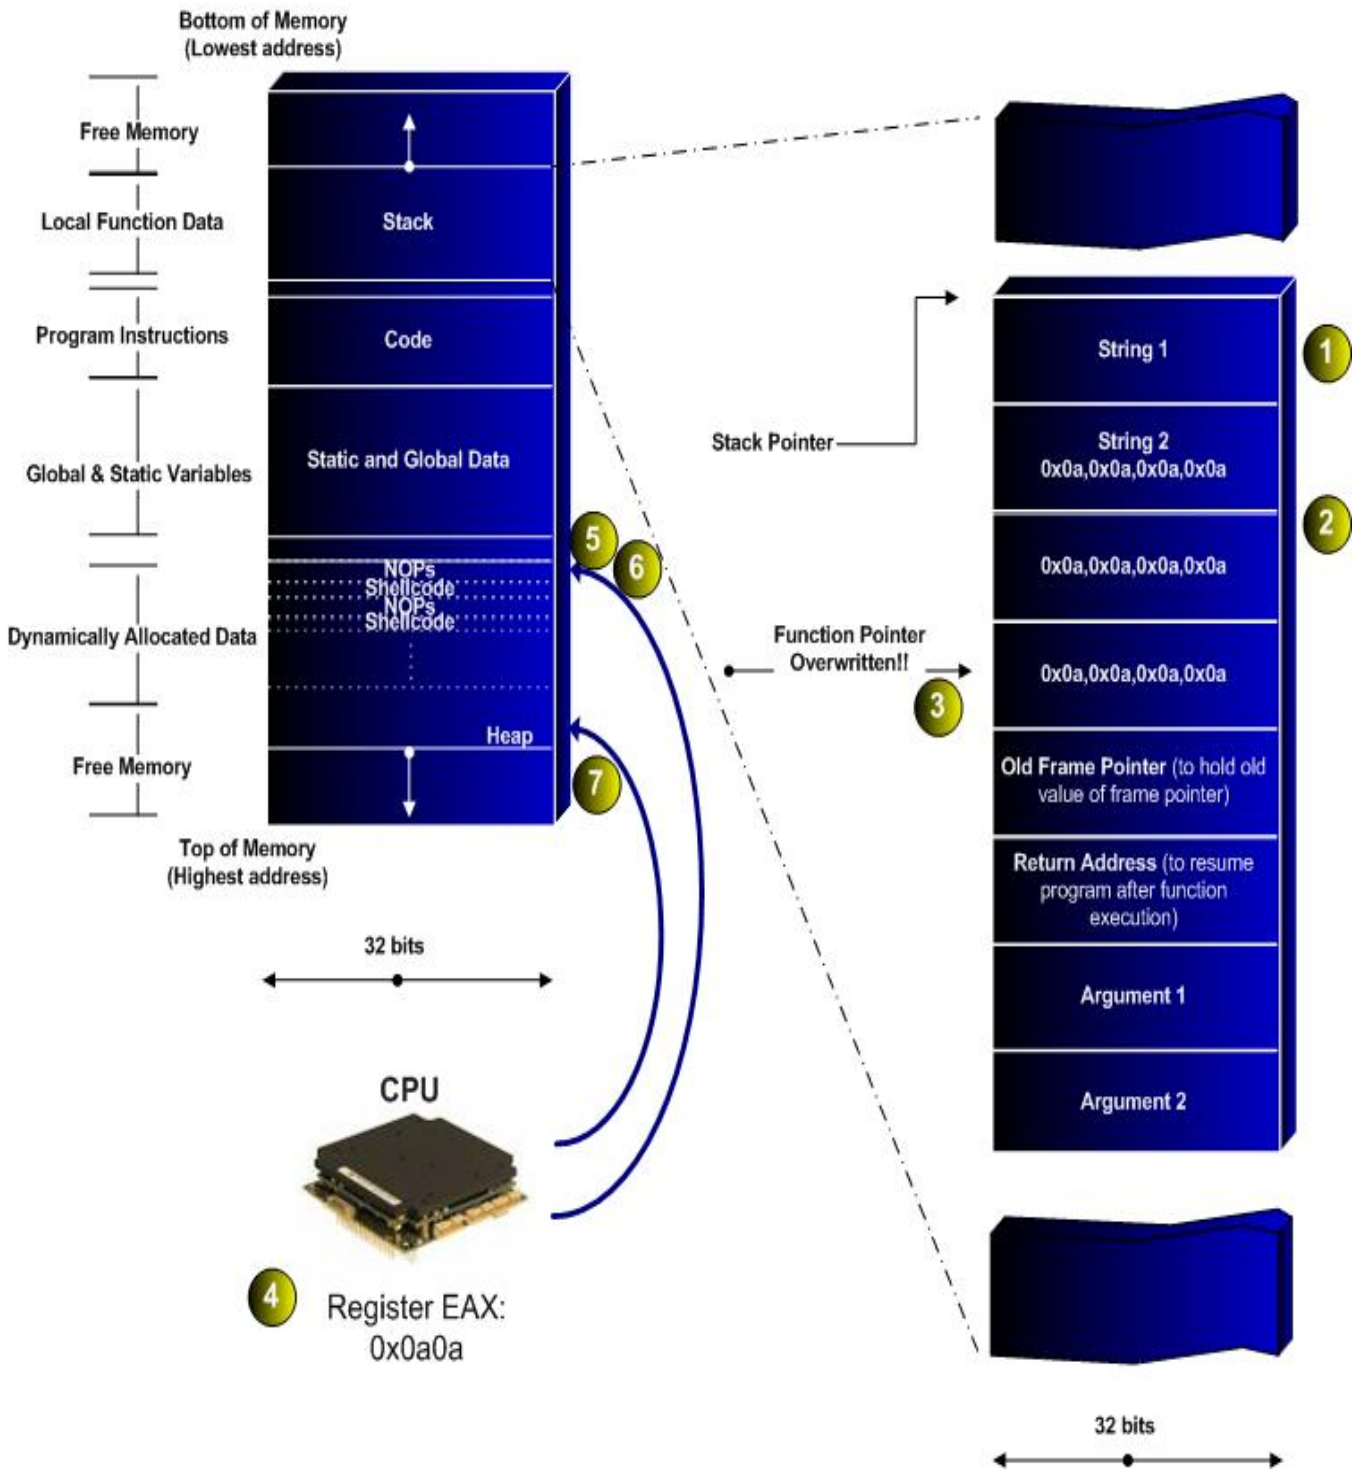 Bottom of Memory
(Lowest address)
Free Memory
Local Function Data
Stack
Program Instructions
Code
Global & Static Variables
Static and Global Data
5
6
NOPs
Shellcode
NOPs
Shellcode
Dynamically Allocated Data
Heap
Free Memory
7
Top of Memory
(Highest address)
32 bits
CPU
4
Register EAX:
0x0a0a
Stack Pointer
String 1
1
String 2
0x0a,0x0a,0x0a,0x0a
2
0x0a,0x0a,0x0a,0x0a
Function Pointer
Overwritten!!
3
0x0a,0x0a,0x0a,0x0a
Old Frame Pointer (to hold old
value of frame pointer)
Return Address (to resume
program after function
execution)
Argument 1
Argument 2
32 bits